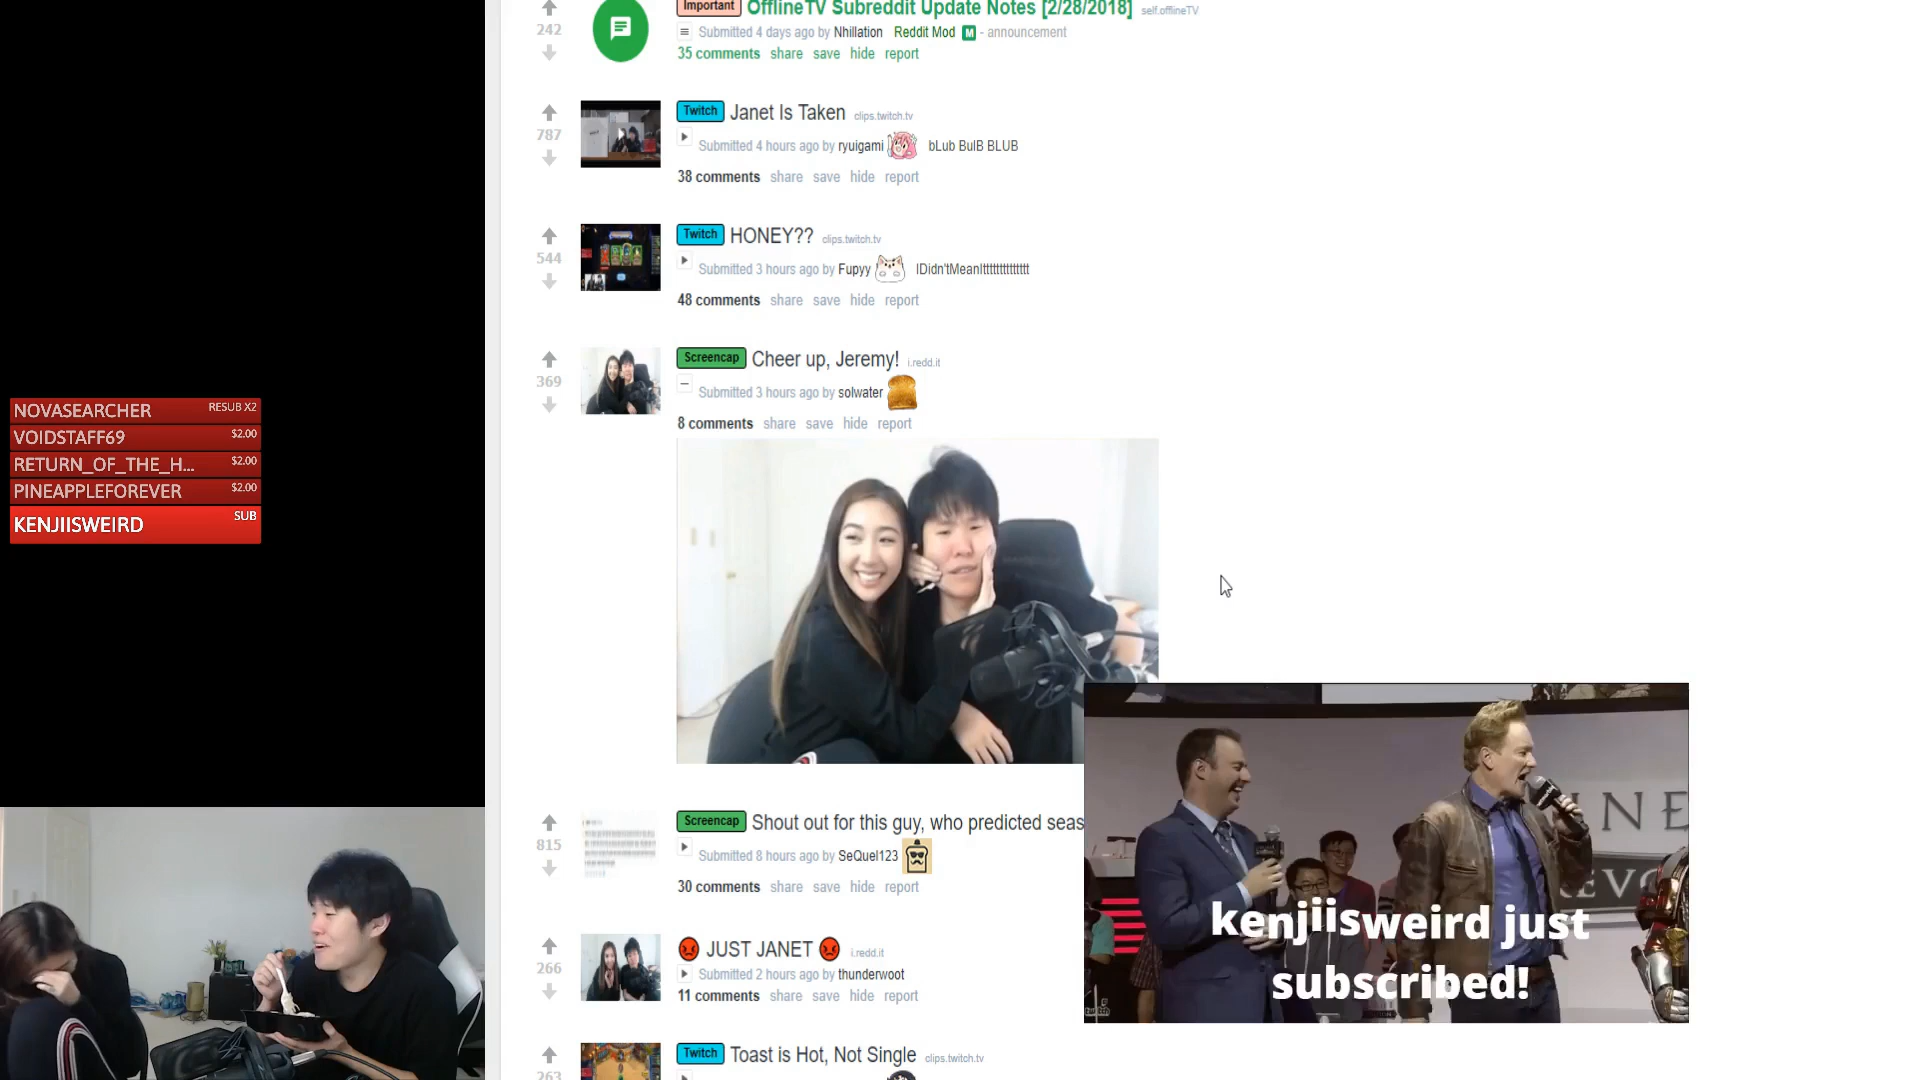 242
Important OfflineTV Subreddit Update Notes [2/28/2018] self.offlineTV
Submitted 4 days ago by Nhillation Reddit Mod M - announcement
35 comments share save hide report
787
Twitch Janet Is Taken clips.twitch.tv
Submitted 4 hours ago by ryuigami bLub BulB BLUB
38 comments share save hide report
544
Twitch HONEY?? clips.twitch.tv
Submitted 3 hours ago by Fupyy IDidn'tMeanItttttttttttttt
48 comments share save hide report
369
Screencap Cheer up, Jeremy! i.redd.it
Submitted 3 hours ago by solwater
8 comments share save hide report
NOVASEARCHER RESUB X2
VOIDSTAFF69 $2.00
RETURN_OF_THE_H... $2.00
PINEAPPLEFOREVER $2.00
KENJIISWEIRD SUB
815
Screencap Shout out for this guy, who predicted seas
Submitted 8 hours ago by SeQuel123
30 comments share save hide report
266
JUST JANET i.redd.it
Submitted 2 hours ago by thunderwoot
11 comments share save hide report
263
Twitch Toast is Hot, Not Single clips.twitch.tv
kenjiisweird just
subscribed!